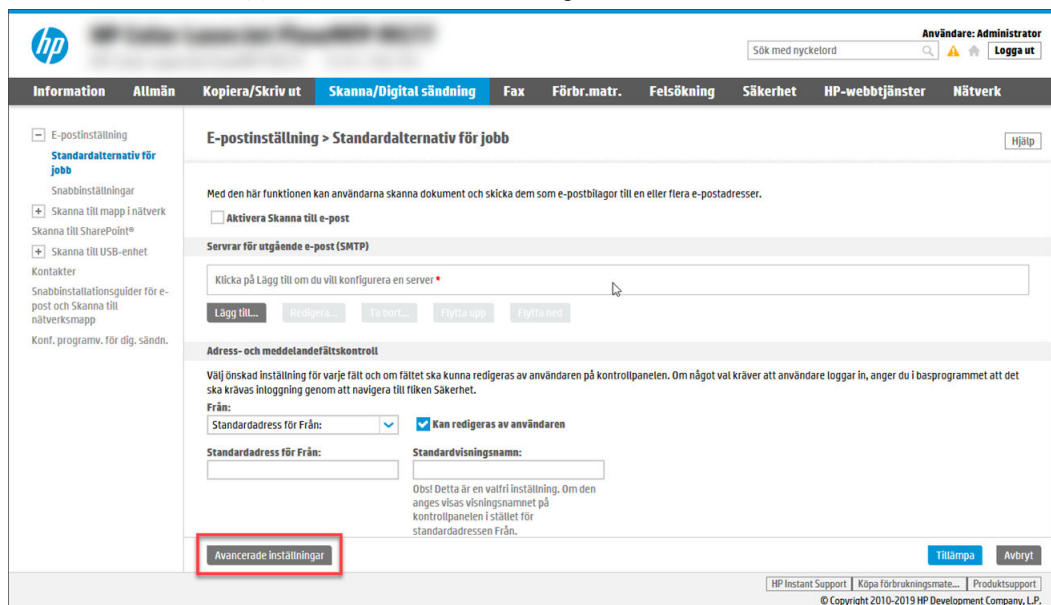 hp
Användare: Administrator
Sök med nyckelord
Logga ut
Information Allmän Kopiera/Skriv ut Skanna/Digital sändning Fax Förbr.matr. Felsökning Säkerhet HP-webbtjänster Nätverk
E-postinställning
Standardalternativ för
jobb
Snabbinställningar
Skanna till mapp i nätverk
Skanna till SharePoint®
Skanna till USB-enhet
Kontakter
Snabbinstallationsguider för e-
post och Skanna till
nätverksmapp
Konf. programv. för dig. sändn.
E-postinställning > Standardalternativ för jobb
Hjälp
Med den här funktionen kan användarna skanna dokument och skicka dem som e-postbilagor till en eller flera e-postadresser.
Aktivera Skanna till e-post
Servrar för utgående e-post (SMTP)
Klicka på Lägg till om du vill konfigurera en server *
Lägg till... Redigera... Ta bort... Flytta upp Flytta ned
Adress- och meddelandefältskontroll
Välj önskad inställning för varje fält och om fältet ska kunna redigeras av användaren på kontrollpanelen. Om något val kräver att användare loggar in, anger du i basprogrammet att det
ska krävas inloggning genom att navigera till fliken Säkerhet.
Från:
Standardadress för Från:
Kan redigeras av användaren
Standardadress för Från:
Standardvisningsnamn:
Obs! Detta är en valfri inställning. Om den
anges visas visningsnamnet på
kontrollpanelen i stället för
standardadressen Från.
Avancerade inställningar
Tillämpa Avbryt
HP Instant Support Köpa förbrukningsmate... Produktsupport
© Copyright 2010-2019 HP Development Company, L.P.